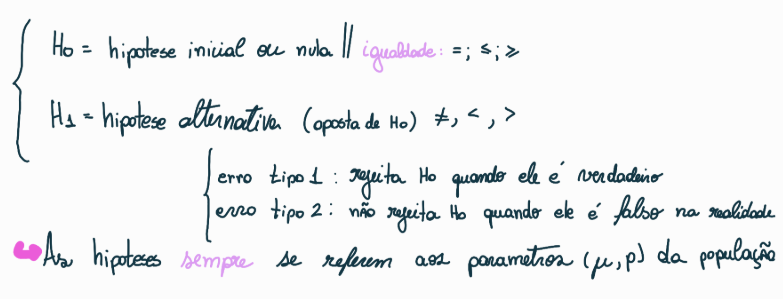 Ho = hipotese inicial ou nula || igualdade: =; ≤; ≥
H1 = hipotese alternativa (oposta de Ho) ≠, <, >
erro tipo 1: rejeita Ho quando ele é verdadeiro
erro tipo 2: não rejeita Ho quando ele é falso na realidade
As hipoteses sempre se referem aos parametros (μ, p) da população